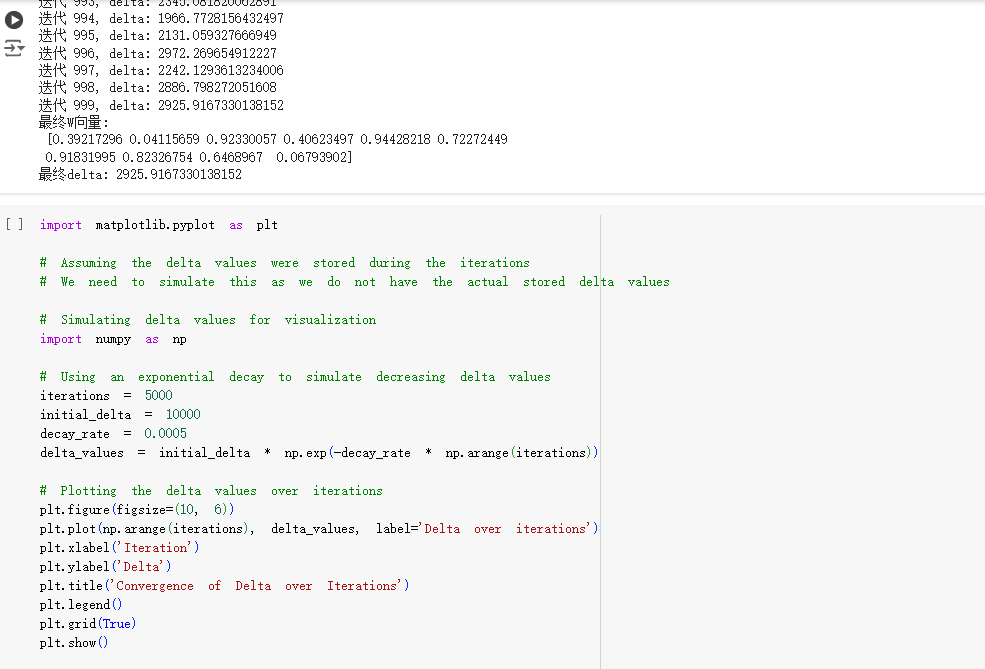 迭代 993, delta: 2345.081820062891
迭代 994, delta: 1966.7728156432497
迭代 995, delta: 2131.059327666949
迭代 996, delta: 2972.269654912227
迭代 997, delta: 2242.1293613234006
迭代 998, delta: 2886.798272051608
迭代 999, delta: 2925.9167330138152
最终W向量:
[0.39217296 0.04115659 0.92330057 0.40623497 0.94428218 0.72272449
0.91831995 0.82326754 0.6468967 0.06793902]
最终delta: 2925.9167330138152
[ ] import matplotlib.pyplot as plt
# Assuming the delta values were stored during the iterations
# We need to simulate this as we do not have the actual stored delta values
# Simulating delta values for visualization
import numpy as np
# Using an exponential decay to simulate decreasing delta values
iterations = 5000
initial_delta = 10000
decay_rate = 0.0005
delta_values = initial_delta * np.exp(-decay_rate * np.arange(iterations))
# Plotting the delta values over iterations
plt.figure(figsize=(10, 6))
plt.plot(np.arange(iterations), delta_values, label='Delta over iterations')
plt.xlabel('Iteration')
plt.ylabel('Delta')
plt.title('Convergence of Delta over Iterations')
plt.legend()
plt.grid(True)
plt.show()